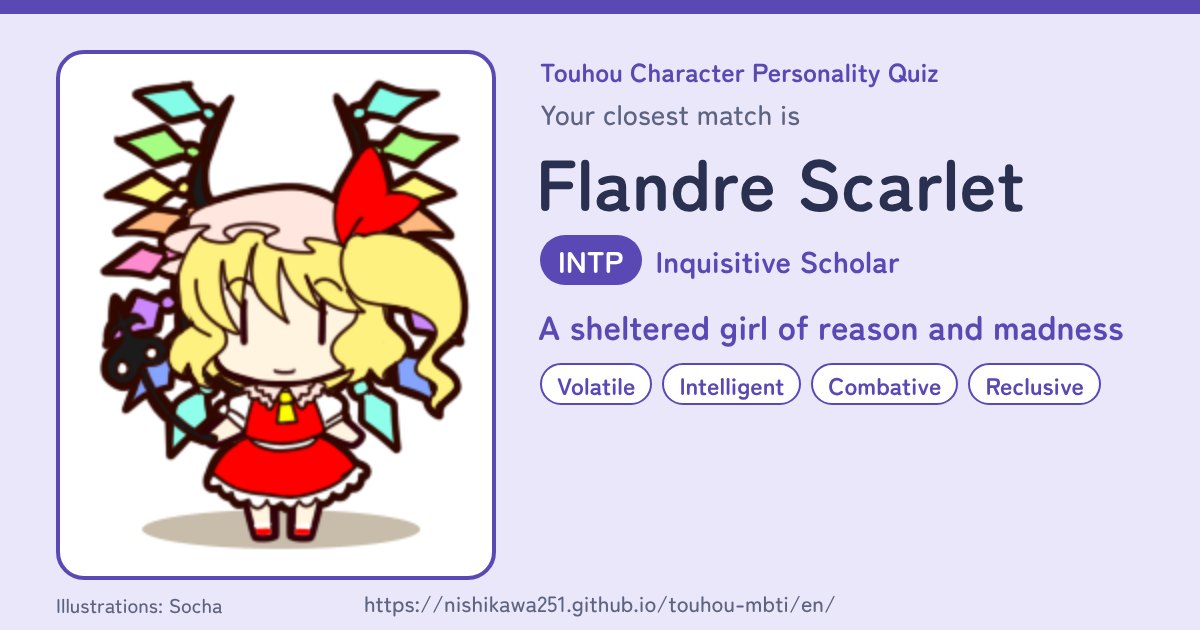 Touhou Character Personality Quiz
Your closest match is
Flandre Scarlet
INTP Inquisitive Scholar
A sheltered girl of reason and madness
Volatile Intelligent Combative Reclusive
Illustrations: Socha https://nishikawa251.github.io/touhou-mbti/en/